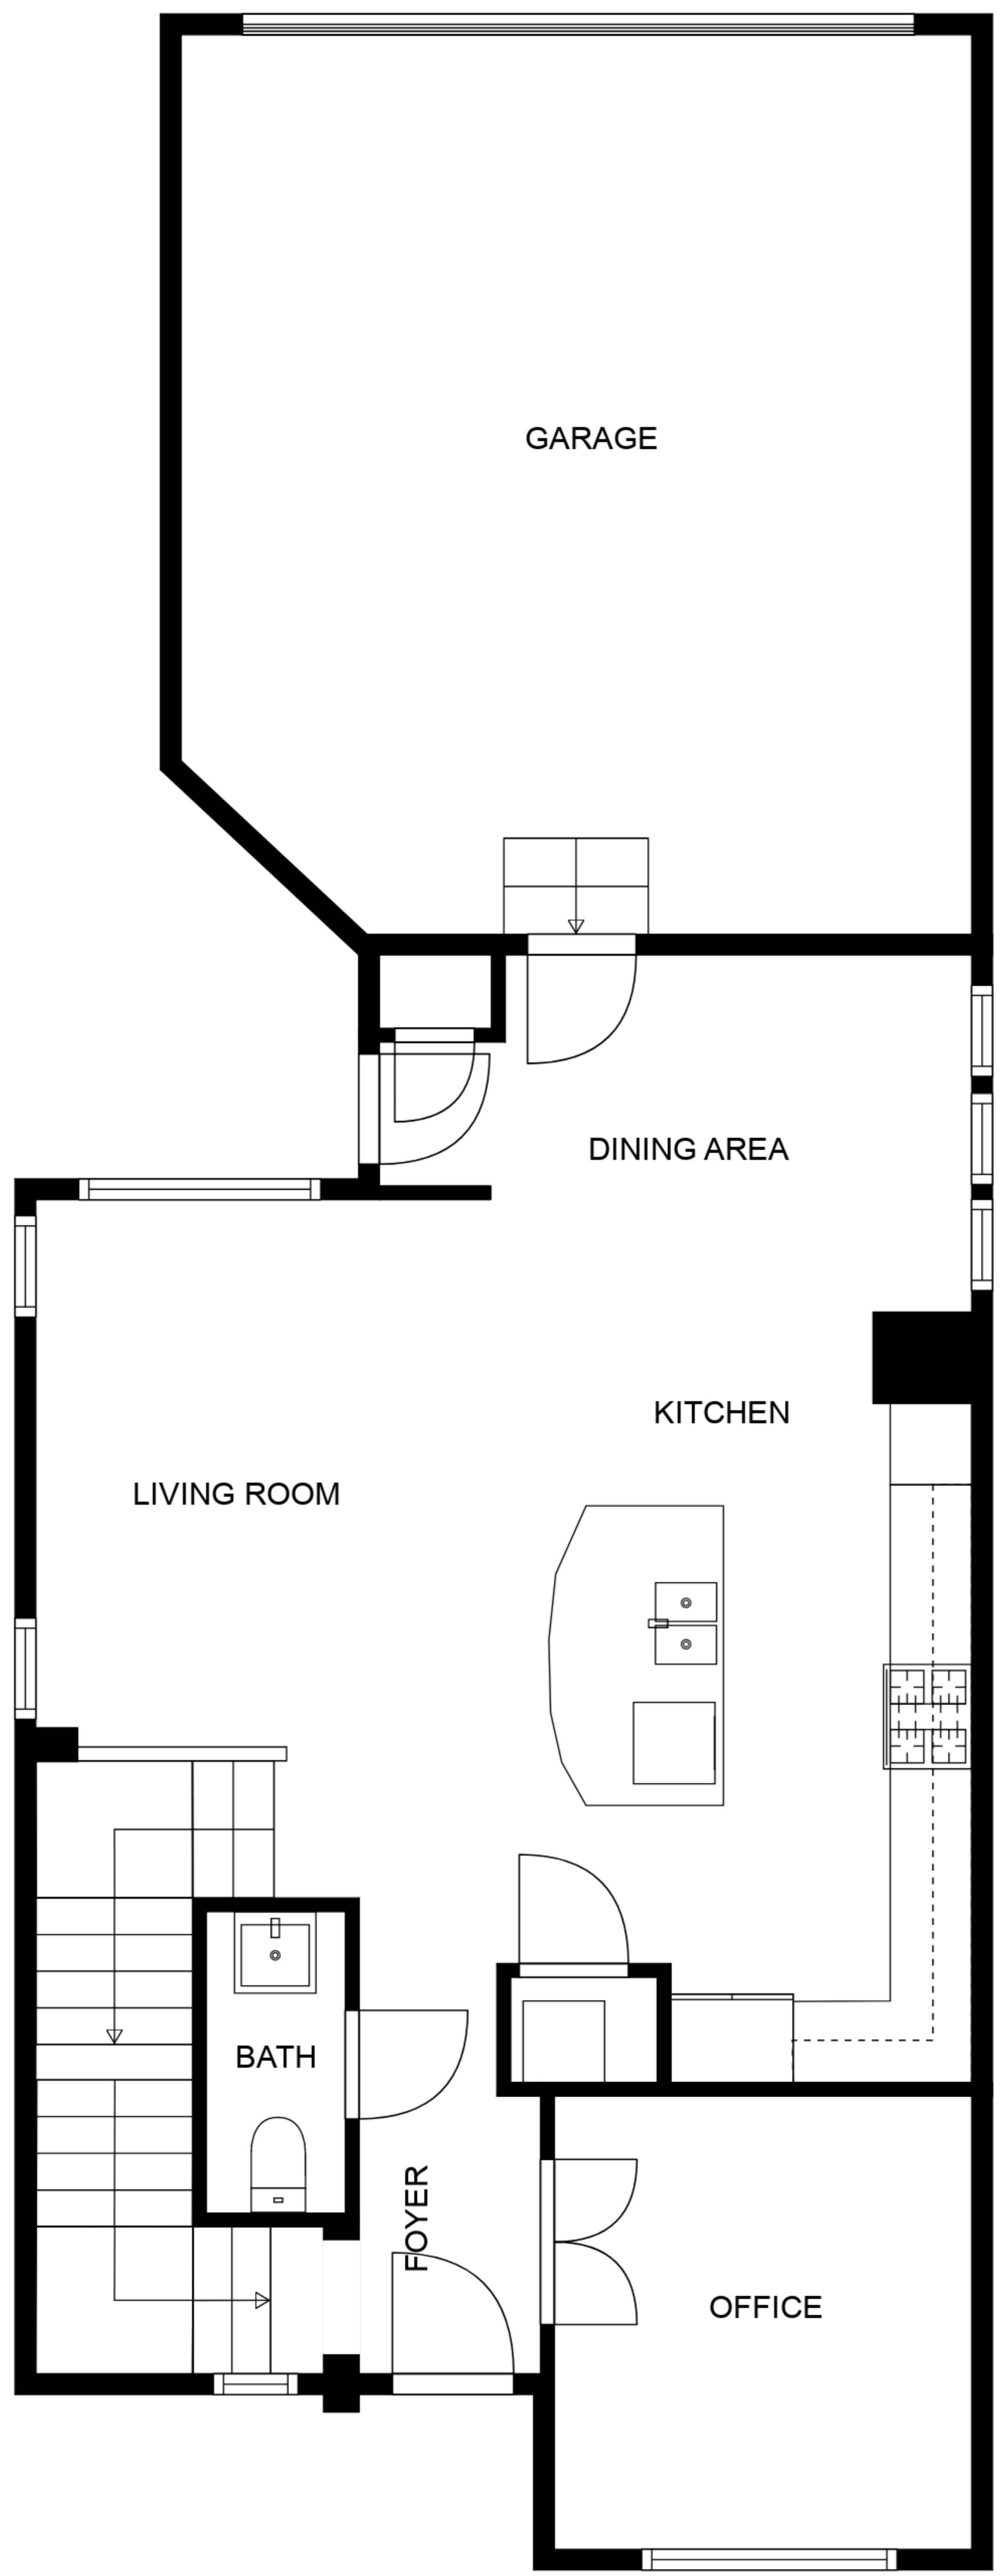 GARAGE
DINING AREA
KITCHEN
LIVING ROOM
BATH
FOYER
OFFICE